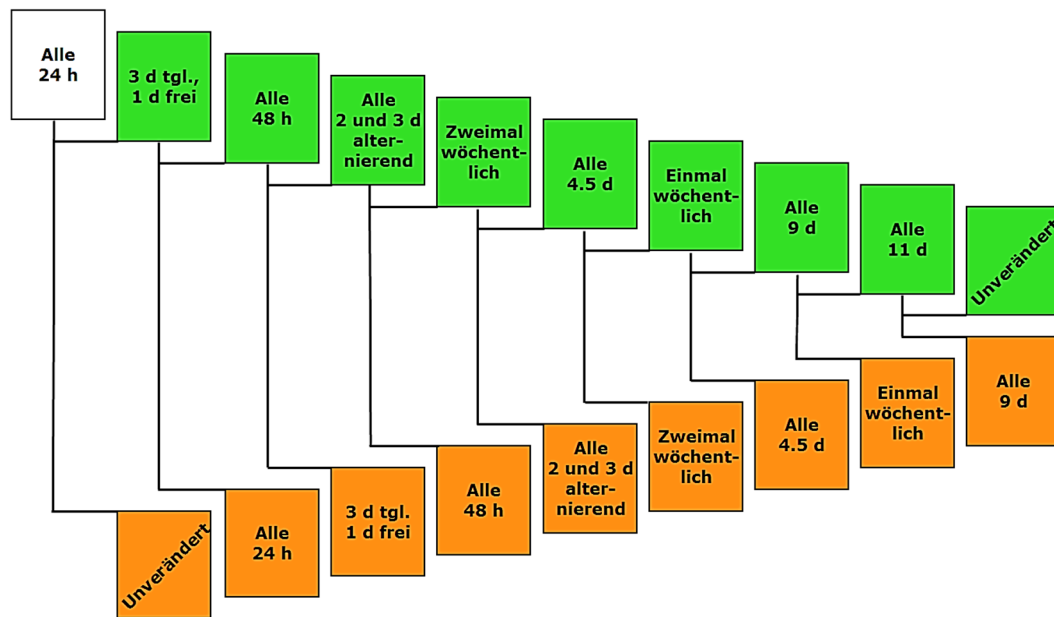 Alle
24 h
3 d tgl.,
1 d frei
Alle
48 h
Alle
2 und 3 d
alter-
nierend
Zweimal
wöchent-
lich
Alle
4.5 d
Einmal
wöchent-
lich
Alle
9 d
Alle
11 d
Unverändert
Unverändert
Alle
24 h
3 d tgl.
1 d frei
Alle
48 h
Alle
2 und 3 d
alter-
nierend
Zweimal
wöchent-
lich
Alle
4.5 d
Einmal
wöchent-
lich
Alle
9 d